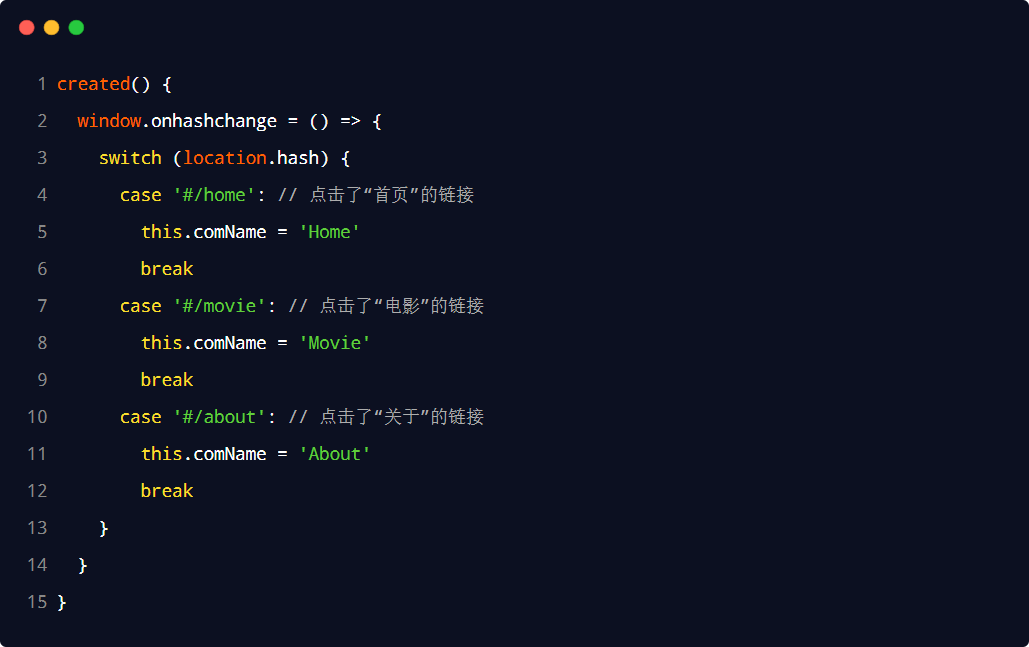 1 created() {
2   window.onhashchange = () => {
3     switch (location.hash) {
4       case '#/home': // 点击了“首页”的链接
5         this.comName = 'Home'
6         break
7       case '#/movie': // 点击了“电影”的链接
8         this.comName = 'Movie'
9         break
10       case '#/about': // 点击了“关于”的链接
11         this.comName = 'About'
12         break
13     }
14   }
15 }